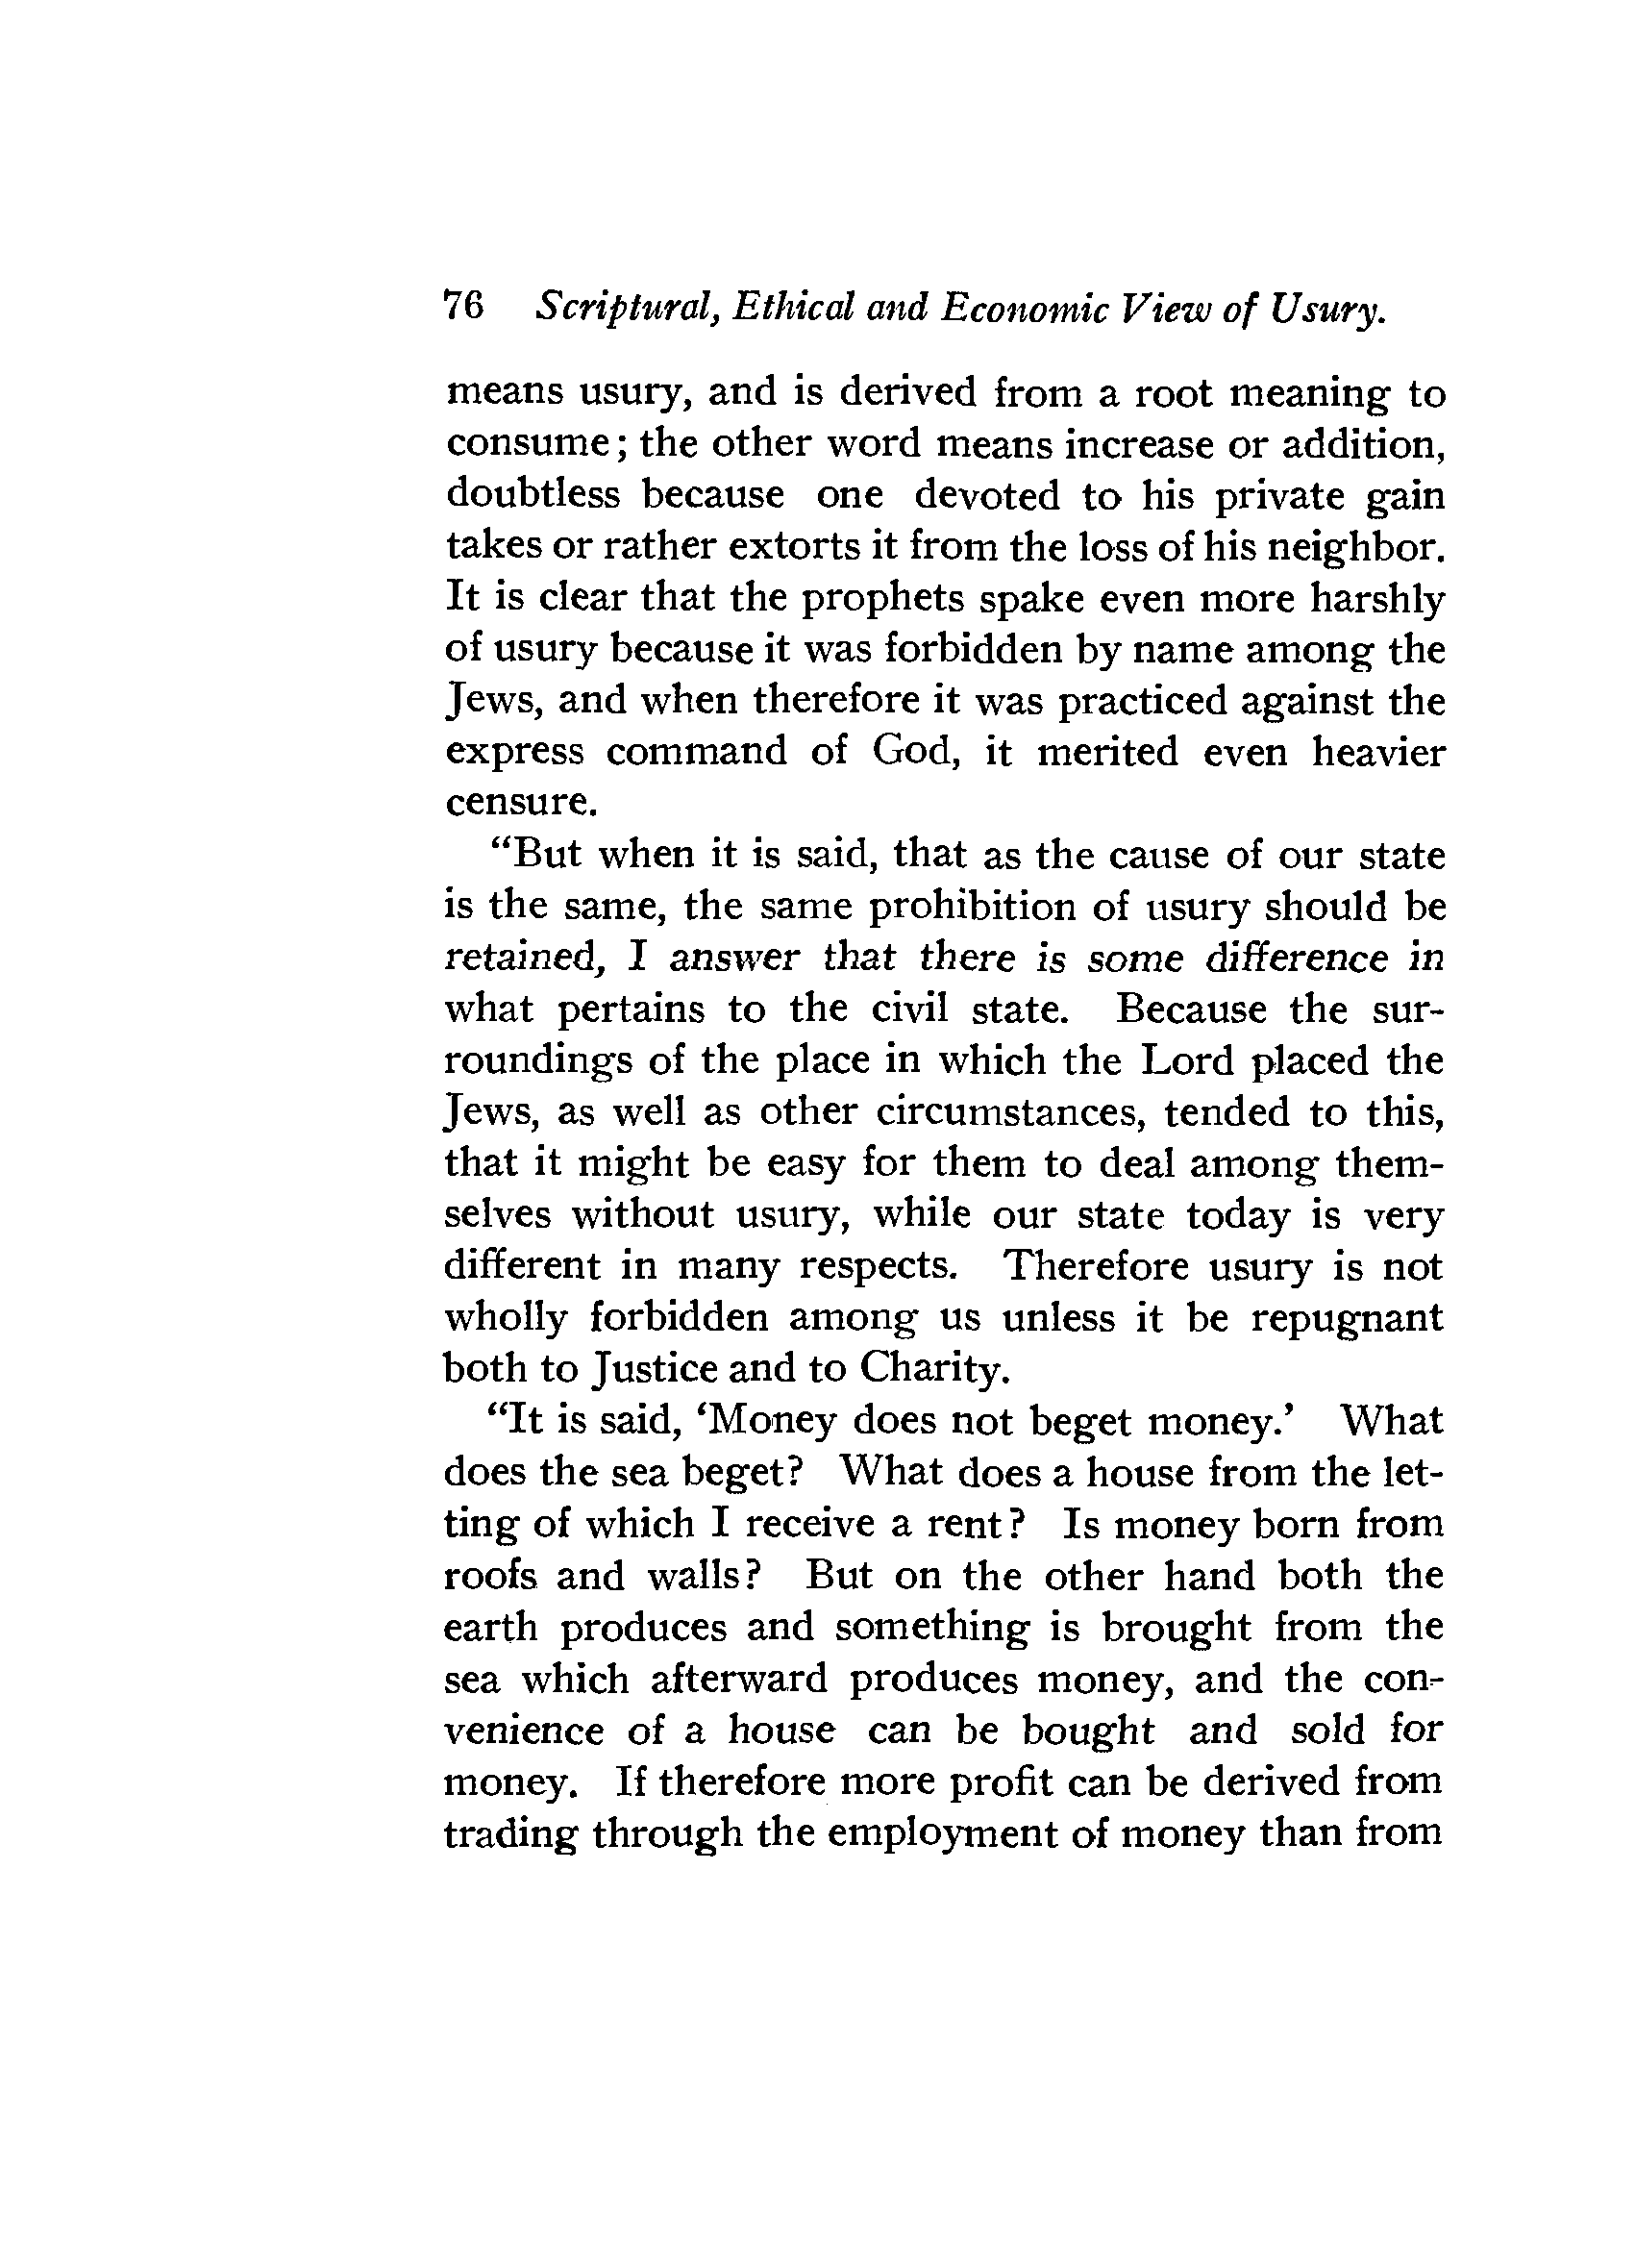 76 Scriptural, Ethical and Economic View of Usury.
means usury, and is derived from a root meaning to
consume; the other word means increase or addition,
doubtless because one devoted to his private gain
takes or rather extorts it from the loss of his neighbor.
It is clear that the prophets spake even more harshly
of usury because it was forbidden by name among the
Jews, and when therefore it was practiced against the
express command of God, it merited even heavier
censure.
“But when it is said, that as the cause of our state
is the same, the same prohibition of usury should be
retained, I answer that there is some difference in
what pertains to the civil state. Because the sur-
roundings of the place in which the Lord placed the
Jews, as well as other circumstances, tended to this,
that it might be easy for them to deal among them-
selves without usury, while our state today is very
different in many respects. Therefore usury is not
wholly forbidden among us unless it be repugnant
both to Justice and to Charity.
“It is said, ‘Money does not beget money.’ What
does the sea beget? What does a house from the let-
ting of which I receive a rent? Is money born from
roofs and walls? But on the other hand both the
earth produces and something is brought from the
sea which afterward produces money, and the con-
venience of a house can be bought and sold for
money. If therefore more profit can be derived from
trading through the employment of money than from